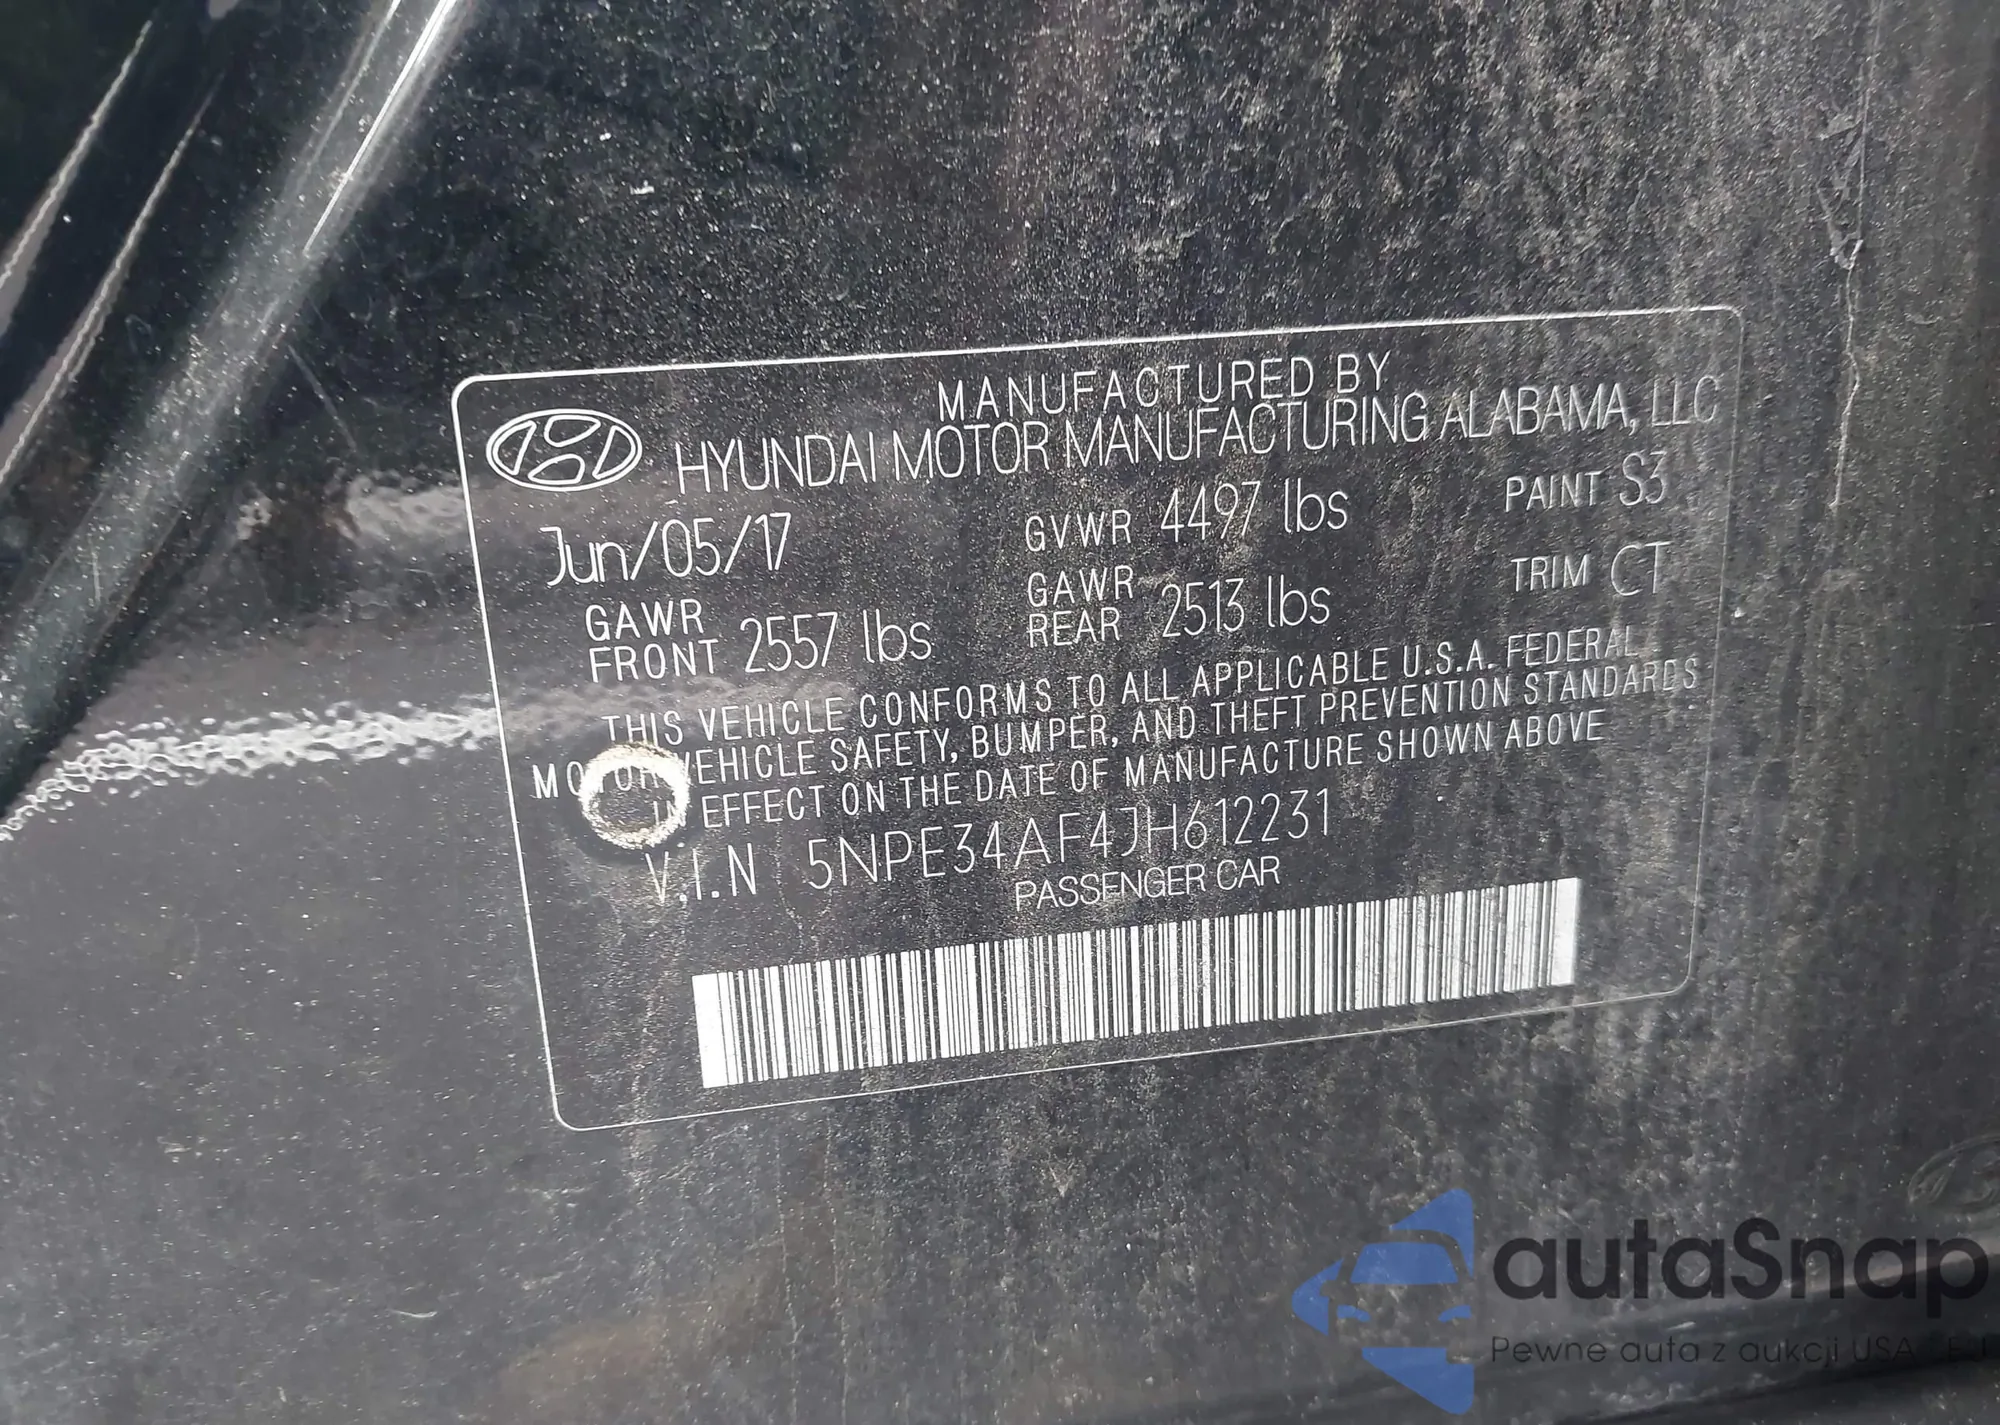 MANUFACTURED BY
HYUNDAI MOTOR MANUFACTURING ALABAMA, LLC
Jun/05/17 GVWR 4497 lbs PAINT S3
GAWR FRONT 2557 lbs GAWR REAR 2513 lbs TRIM CT
THIS VEHICLE CONFORMS TO ALL APPLICABLE U.S.A. FEDERAL
MOTOR VEHICLE SAFETY, BUMPER, AND THEFT PREVENTION STANDARDS
IN EFFECT ON THE DATE OF MANUFACTURE SHOWN ABOVE
V.I.N 5NPE34AF4JH612231
PASSENGER CAR
autaSnap
Pewne auta z aukcji USA